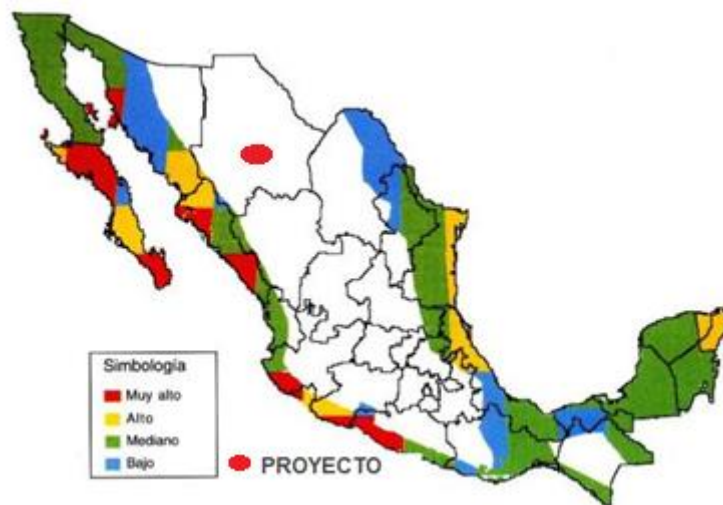 Simbología
Muy alto
Alto
Mediano
Bajo
PROYECTO